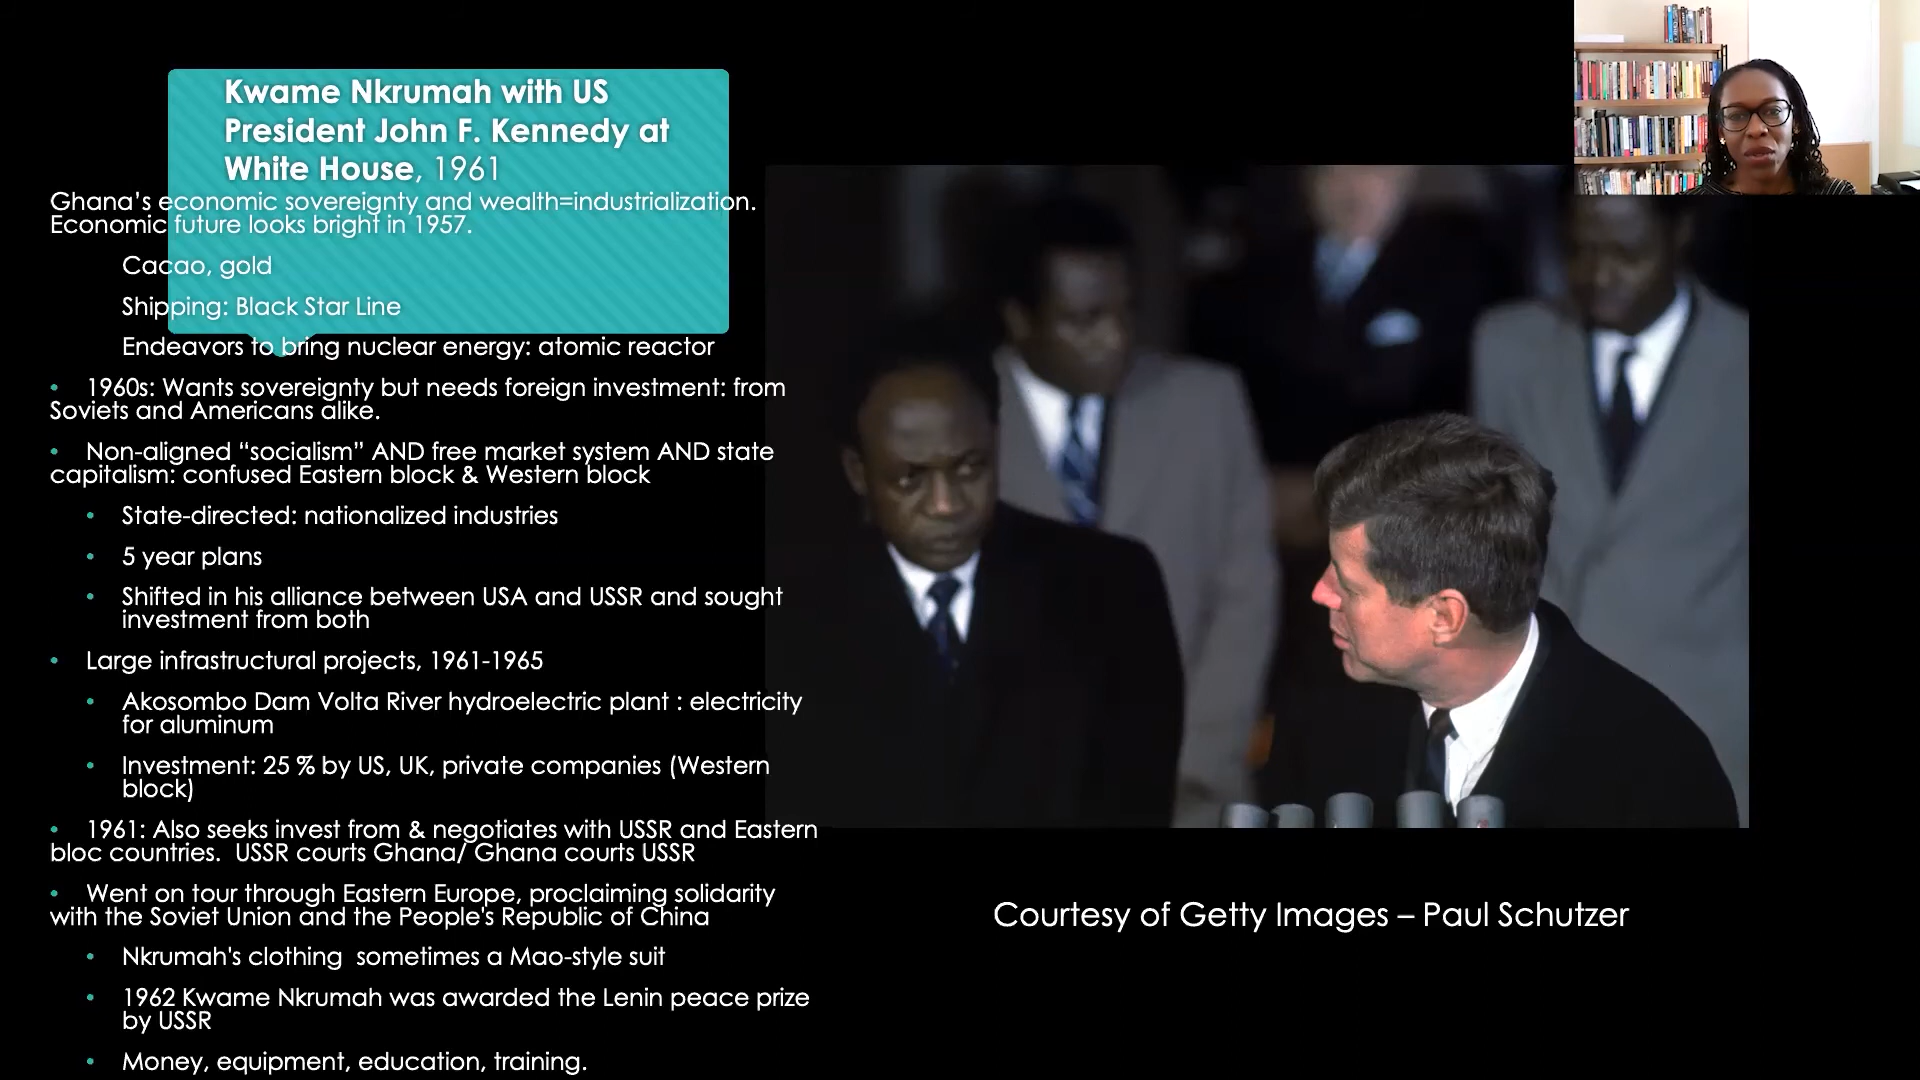 Kwame Nkrumah with US
President John F. Kennedy at
White House, 1961
Ghana’s economic sovereignty and wealth=industrialization.
Economic future looks bright in 1957.
Cacao, gold
Shipping: Black Star Line
Endeavors to bring nuclear energy: atomic reactor
• 1960s: Wants sovereignty but needs foreign investment: from
Soviets and Americans alike.
• Non-aligned “socialism” AND free market system AND state
capitalism: confused Eastern block & Western block
• State-directed: nationalized industries
• 5 year plans
• Shifted in his alliance between USA and USSR and sought
investment from both
• Large infrastructural projects, 1961-1965
• Akosombo Dam Volta River hydroelectric plant : electricity
for aluminum
• Investment: 25 % by US, UK, private companies (Western
block)
• 1961: Also seeks invest from & negotiates with USSR and Eastern
bloc countries.  USSR courts Ghana/ Ghana courts USSR
• Went on tour through Eastern Europe, proclaiming solidarity
with the Soviet Union and the People's Republic of China
• Nkrumah's clothing  sometimes a Mao-style suit
• 1962 Kwame Nkrumah was awarded the Lenin peace prize
by USSR
• Money, equipment, education, training.
Courtesy of Getty Images – Paul Schutzer